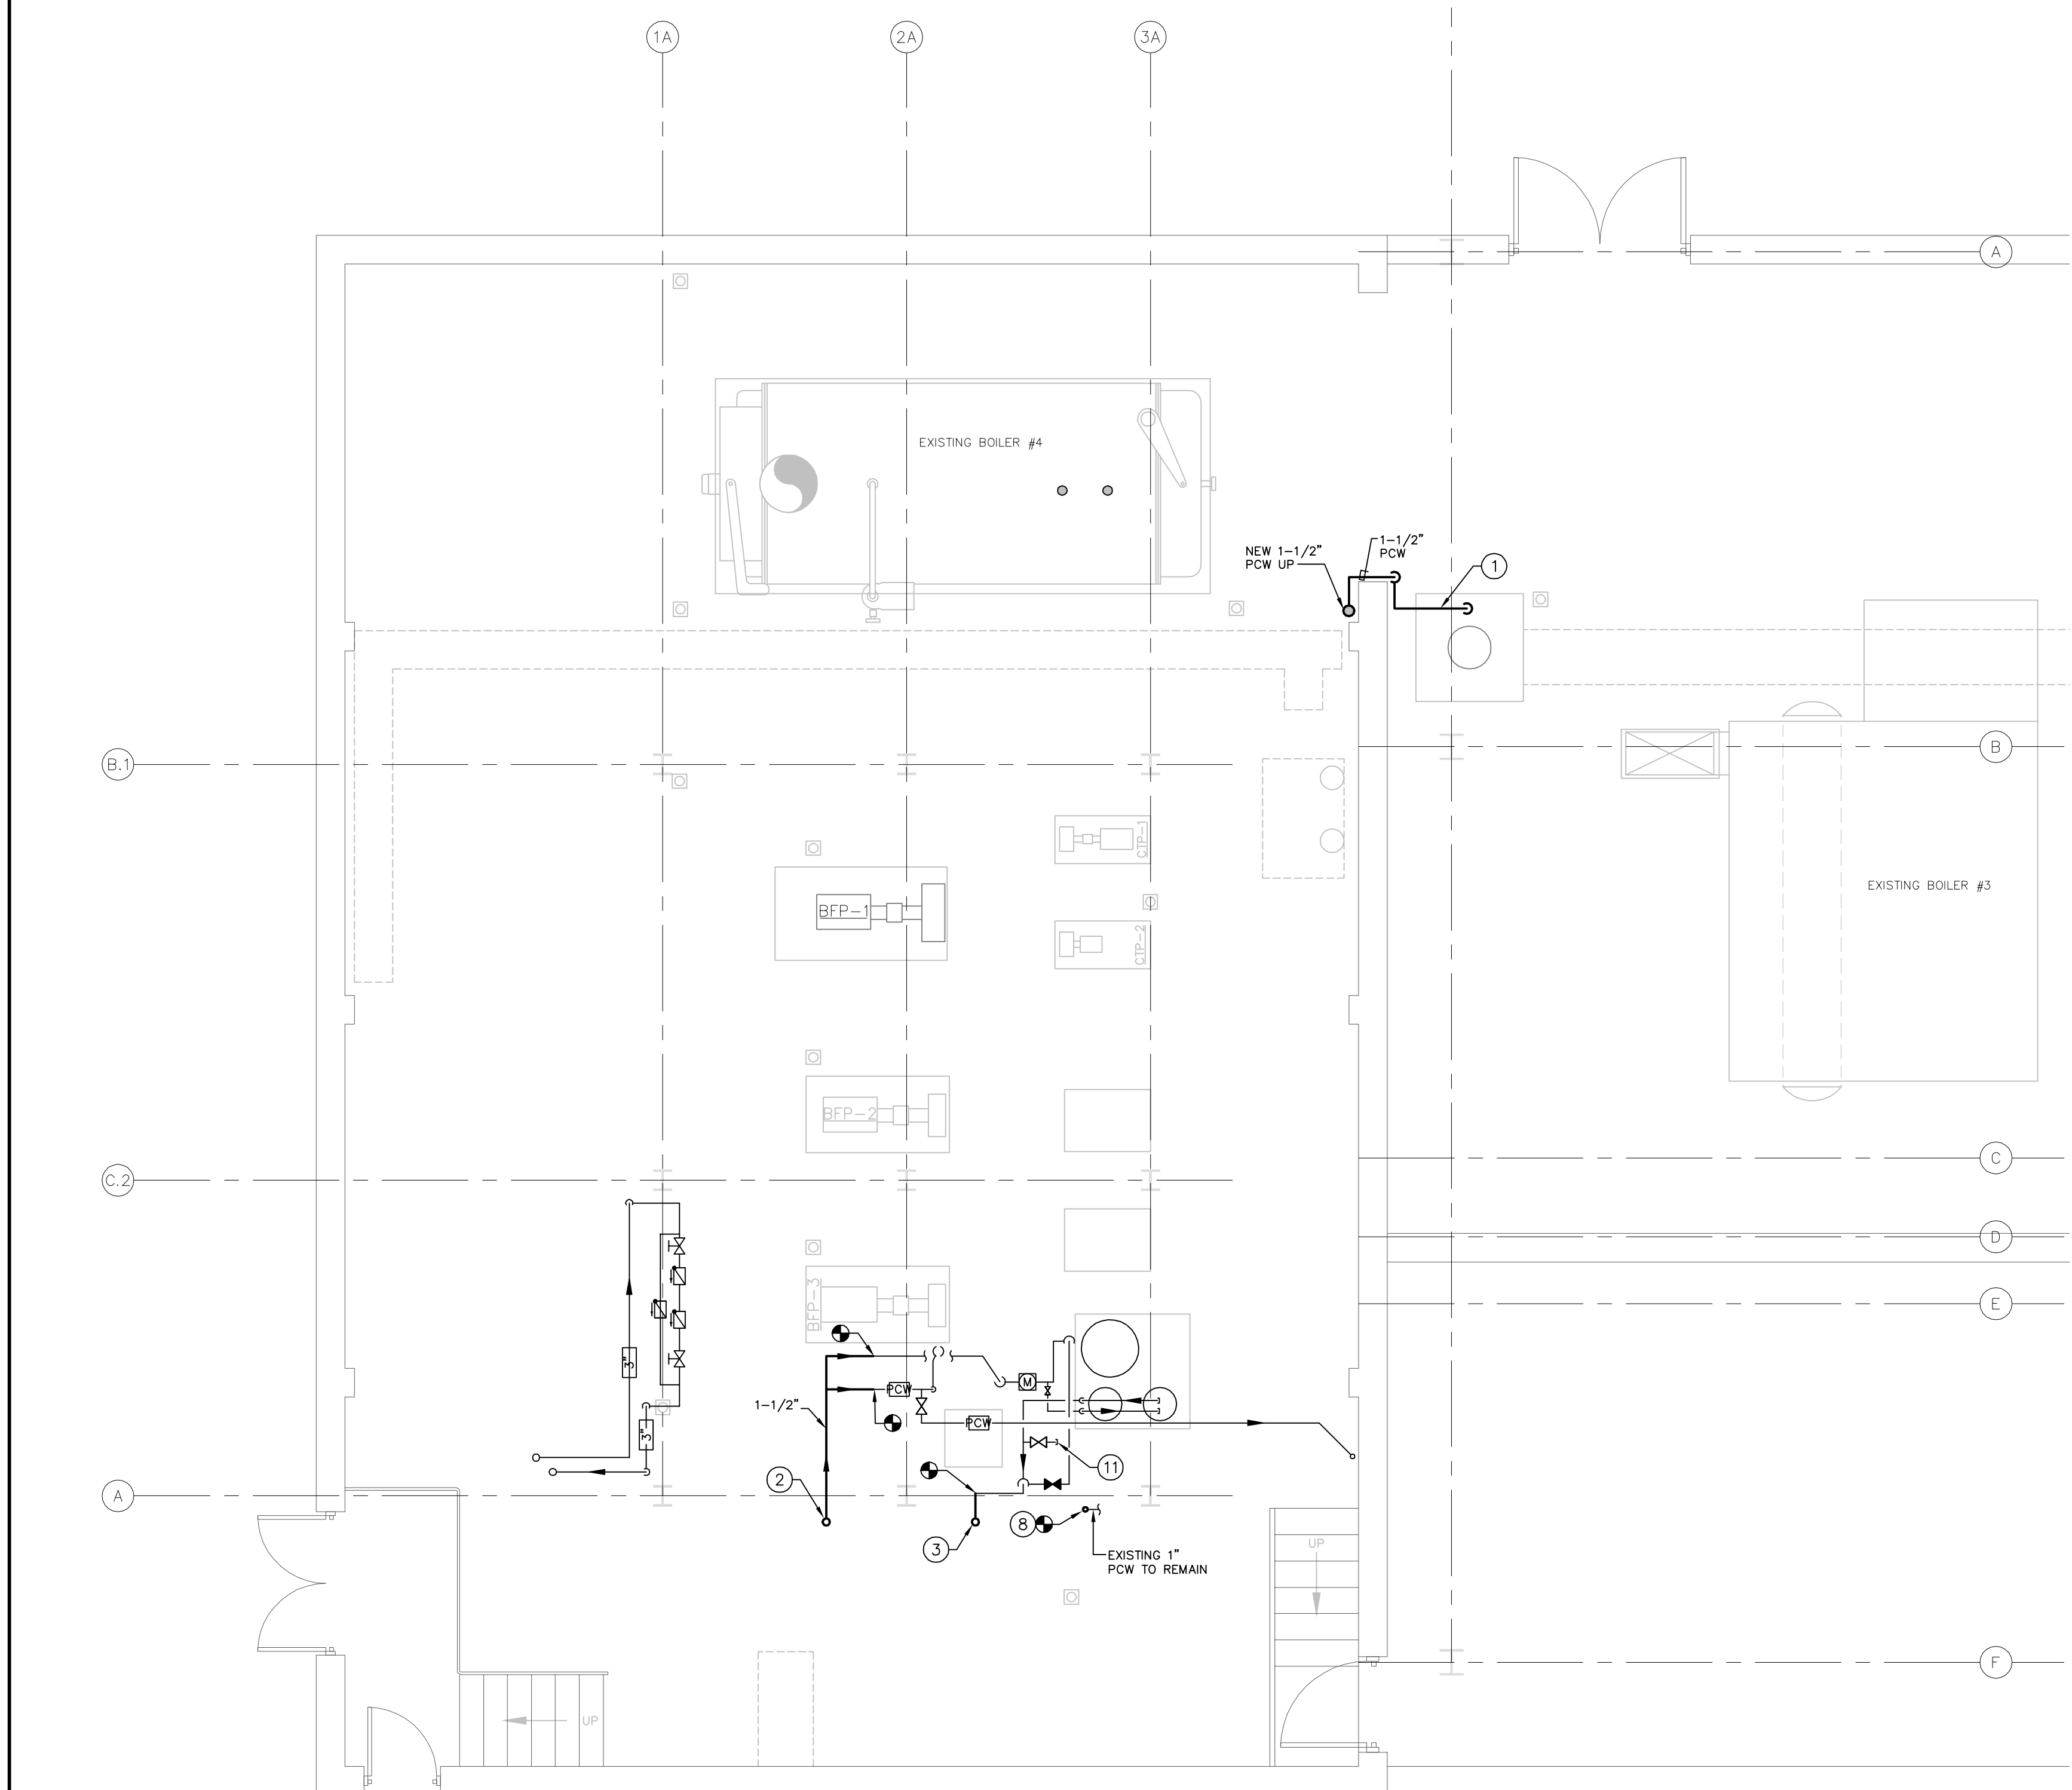 1A
2A
3A
A
EXISTING BOILER #4
NEW 1-1/2"
PCW UP
1-1/2"
PCW
1
B.1
B
CTP-1
BFP-1
CTP-2
EXISTING BOILER #3
BFP-2
C
C.2
D
E
BFP-3
3"
M
PCW
1-1/2"
PCW
3"
11
2
A
8
3
UP
EXISTING 1"
PCW TO REMAIN
F
UP